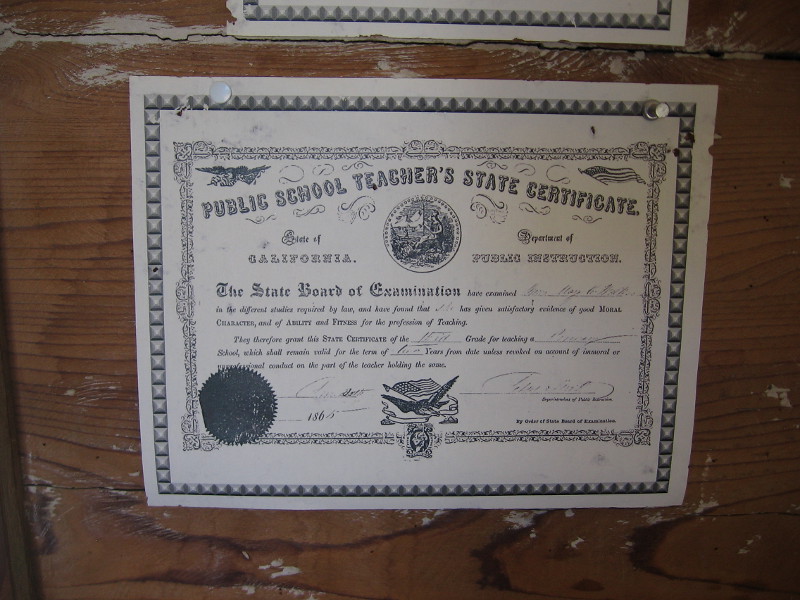 PUBLIC SCHOOL TEACHER'S STATE CERTIFICATE.
State of
CALIFORNIA.
Department of
PUBLIC INSTRUCTION.
The State Board of Examination have examined
in the different studies required by law, and have found that has given satisfactory evidence of good MORAL
CHARACTER, and of ABILITY and FITNESS for the profession of Teaching.
They therefore grant this STATE CERTIFICATE of the Grade for teaching a
School, which shall remain valid for the term of Years from date unless revoked on account of immoral or
conduct on the part of the teacher holding the same.
1865
Superintendent of Public Instruction.
By Order of State Board of Examination.